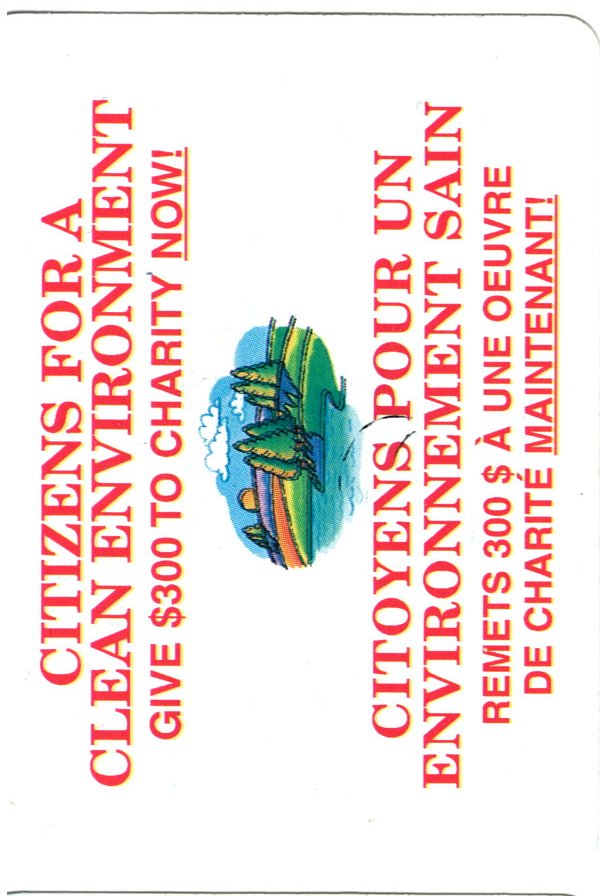 CITIZENS FOR A
CLEAN ENVIRONMENT
GIVE $300 TO CHARITY NOW!
CITOYENS POUR UN
ENVIRONNEMENT SAIN
REMETS 300 $ À UNE OEUVRE
DE CHARITÉ MAINTENANT!